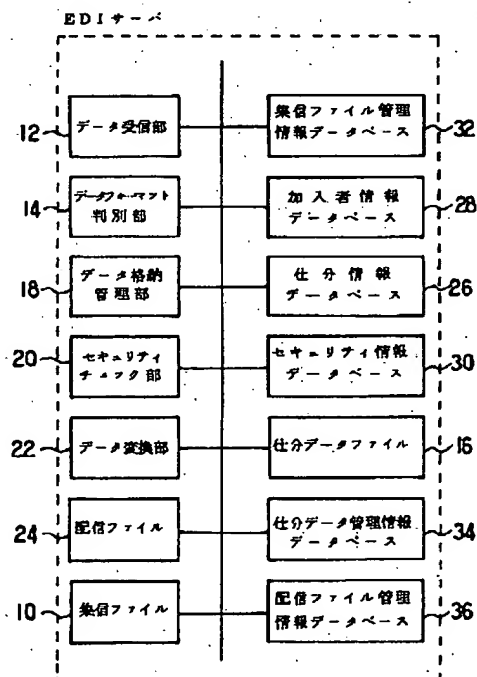 EDIサーバ
12
データ受信部
集信ファイル管理
情報データベース
32
14
データフォーマット
判別部
加入者情報
データベース
28
18
データ格納
管理部
仕分情報
データベース
26
20
セキュリティ
チェック部
セキュリティ情報
データベース
30
22
データ変換部
仕分データファイル
16
24
配信ファイル
仕分データ管理情報
データベース
34
10
集信ファイル
配信ファイル管理
情報データベース
36